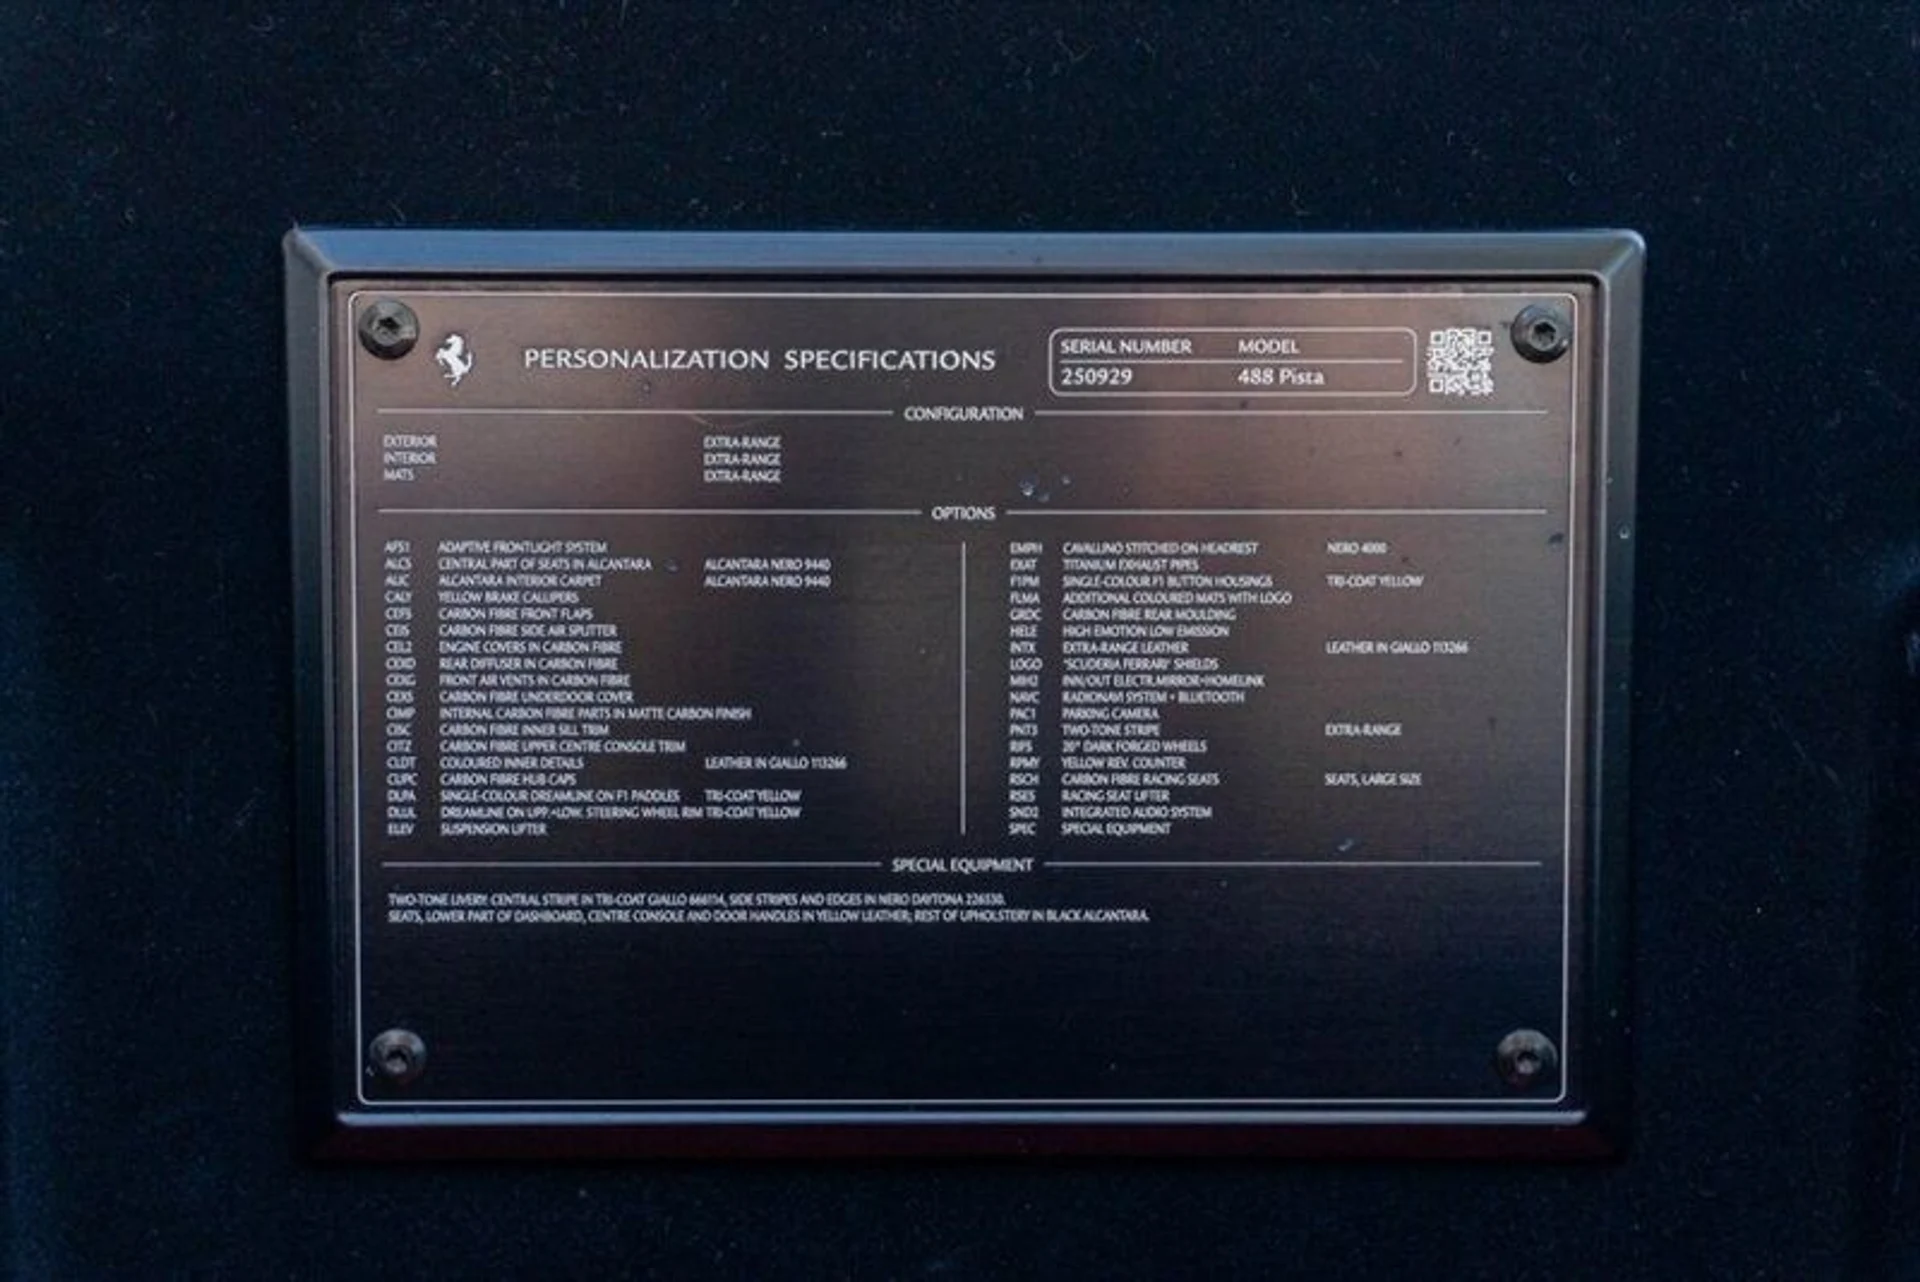 PERSONALIZATION SPECIFICATIONS
SERIAL NUMBER MODEL
250929 488 Pista
CONFIGURATION
EXTERIOR EXTRA-RANGE
INTERIOR EXTRA-RANGE
MATS EXTRA-RANGE
OPTIONS
AFS1 ADAPTIVE FRONTLIGHT SYSTEM
ALCS CENTRAL PART OF SEATS IN ALCANTARA ALCANTARA NERO 9440
AUC ALCANTARA INTERIOR CARPET ALCANTARA NERO 9440
CALY YELLOW BRAKE CALLIPERS
CEFS CARBON FIBRE FRONT FLAPS
CEIS CARBON FIBRE SIDE AIR SPLITTER
CEL2 ENGINE COVERS IN CARBON FIBRE
REAR DIFFUSER IN CARBON FIBRE
FRONT AIR VENTS IN CARBON FIBRE
CEXS CARBON FIBRE UNDERDOOR COVER
CIMP INTERNAL CARBON FIBRE PARTS IN MATTE CARBON FINISH
CISC CARBON FIBRE INNER SILL TRIM
CITZ CARBON FIBRE UPPER CENTRE CONSOLE TRIM
CLDT COLOURED INNER DETAILS LEATHER IN GIALLO 113266
CUPC CARBON FIBRE HUB CAPS
DUPA SINGLE-COLOUR DREAMLINE ON F1 PADDLES TRI-COAT YELLOW
DLUL DREAMLINE ON UPP.+LOW. STEERING WHEEL RIM TRI-COAT YELLOW
ELEV SUSPENSION LIFTER
EMPH CAVALLINO STITCHED ON HEADREST NERO 4000
EXAT TITANIUM EXHAUST PIPES
F1PM SINGLE-COLOUR F1 BUTTON HOUSINGS TRI-COAT YELLOW
FLMA ADDITIONAL COLOURED MATS WITH LOGO
GRDC CARBON FIBRE REAR MOULDING
HELE HIGH EMOTION LOW EMISSION
INTX EXTRA-RANGE LEATHER LEATHER IN GIALLO 113266
LOGO "SCUDERIA FERRARI" SHIELDS
MIH2 INN/OUT ELECTR.MIRROR+HOMELINK
NAVC RADIONAVI SYSTEM + BLUETOOTH
PAC1 PARKING CAMERA
PNT3 TWO-TONE STRIPE EXTRA-RANGE
RIFS 20" DARK FORGED WHEELS
RPMY YELLOW REV. COUNTER
RSCH CARBON FIBRE RACING SEATS SEATS, LARGE SIZE
RSES RACING SEAT LIFTER
SND2 INTEGRATED AUDIO SYSTEM
SPEC SPECIAL EQUIPMENT
SPECIAL EQUIPMENT
TWO-TONE LIVERY: CENTRAL STRIPE IN TRI-COAT GIALLO 666114, SIDE STRIPES AND EDGES IN NERO DAYTONA
SEATS, LOWER PART OF DASHBOARD, CENTRE CONSOLE AND DOOR HANDLES IN YELLOW LEATHER; REST OF UPHOLSTERY IN BLACK ALCANTARA.